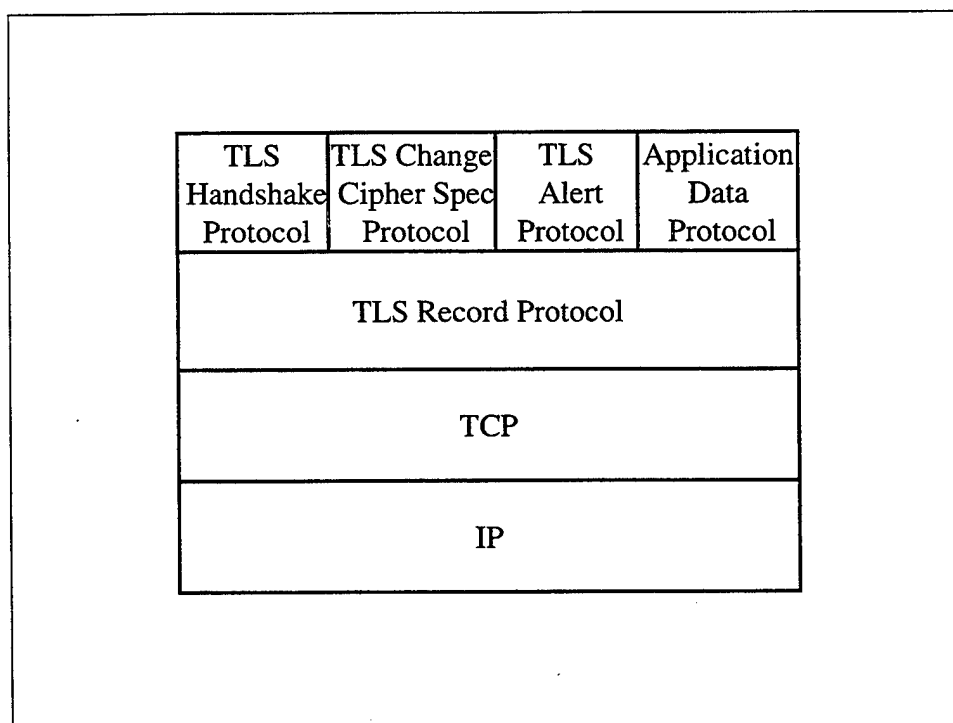 TLS
Handshake
Protocol
TLS Change
Cipher Spec
Protocol
TLS
Alert
Protocol
Application
Data
Protocol
TLS Record Protocol
TCP
IP